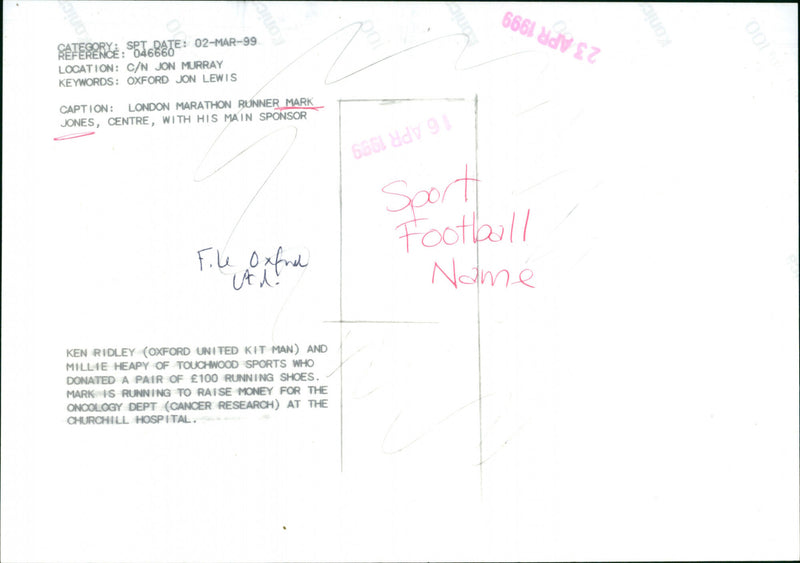 CATEGORY: SPT DATE: 02-MAR-99
REFERENCE: 046660
LOCATION: C/N JON MURRAY
KEYWORDS: OXFORD JON LEWIS
CAPTION: LONDON MARATHON RUNNER MARK
JONES, CENTRE, WITH HIS MAIN SPONSOR
23 APR 1999
16 APR 1999
Sport
Football
Name
File Oxford
Utd.
KEN RIDLEY (OXFORD UNITED KIT MAN) AND
MILLIE HEAPY OF TOUCHWOOD SPORTS WHO
DONATED A PAIR OF £100 RUNNING SHOES.
MARK IS RUNNING TO RAISE MONEY FOR THE
ONCOLOGY DEPT (CANCER RESEARCH) AT THE
CHURCHILL HOSPITAL.